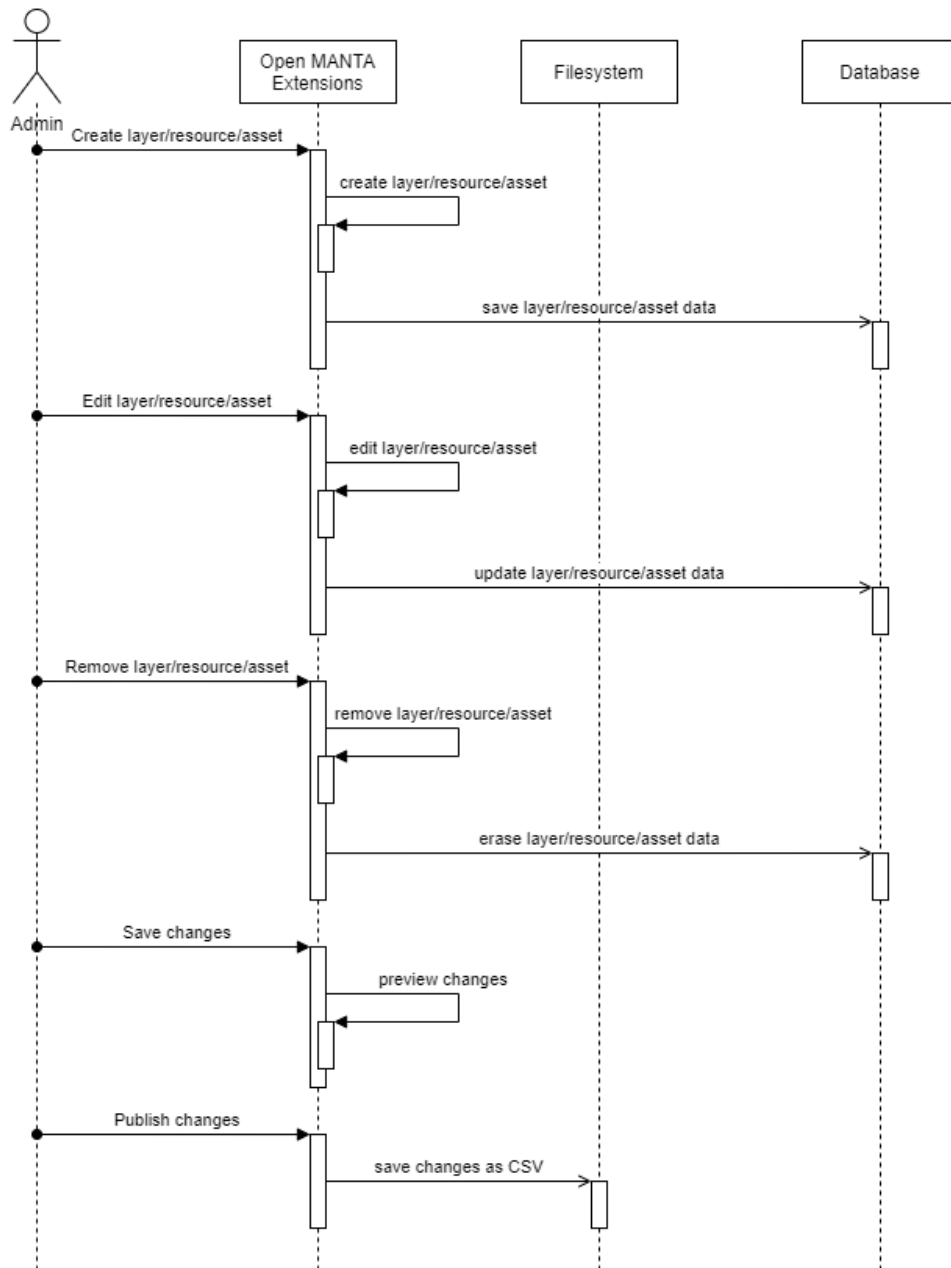 Open MANTA
Extensions
Filesystem
Database
Admin
Create layer/resource/asset
create layer/resource/asset
save layer/resource/asset data
Edit layer/resource/asset
edit layer/resource/asset
update layer/resource/asset data
Remove layer/resource/asset
remove layer/resource/asset
erase layer/resource/asset data
Save changes
preview changes
Publish changes
save changes as CSV